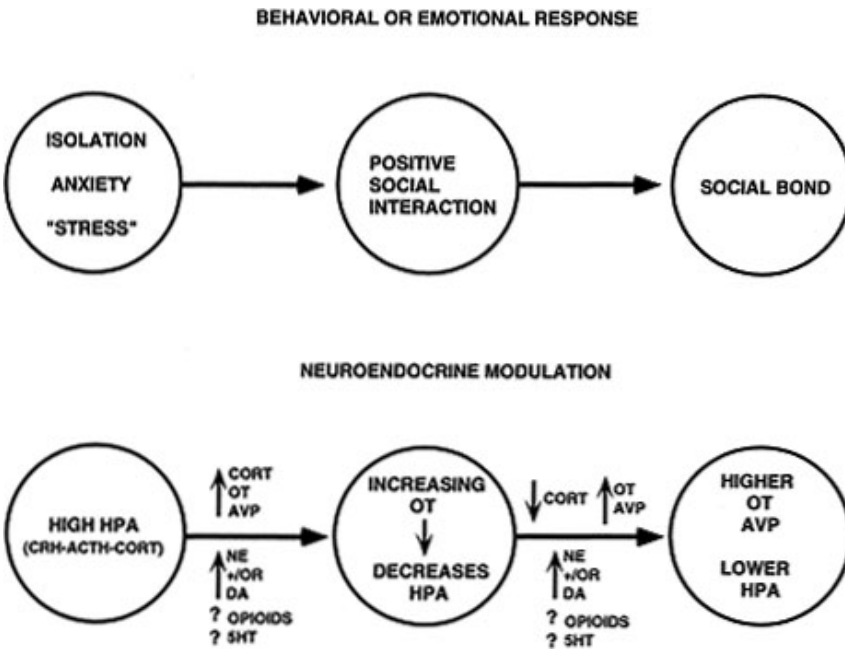 BEHAVIORAL OR EMOTIONAL RESPONSE
ISOLATION
ANXIETY
"STRESS"
POSITIVE
SOCIAL
INTERACTION
SOCIAL BOND
NEUROENDOCRINE MODULATION
HIGH HPA
(CRH-ACTH-CORT)
CORT
OT
AVP
NE
+/OR
DA
? OPIOIDS
? 5HT
INCREASING
OT
DECREASES
HPA
CORT
OT
AVP
NE
+/OR
DA
? OPIOIDS
? 5HT
HIGHER
OT
AVP
LOWER
HPA